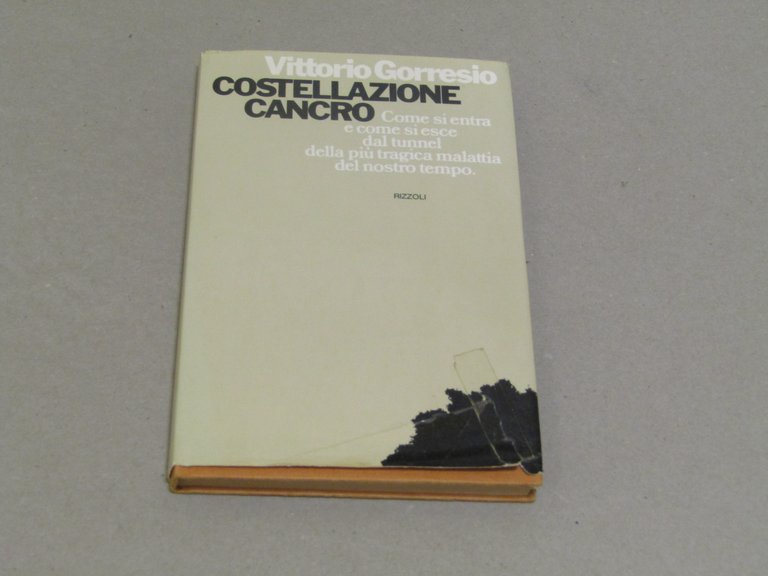 Vittorio Gorresio
COSTELLAZIONE
CANCRO Come si entra
e come si esce
dal tunnel
della più tragica malattia
del nostro tempo.
RIZZOLI